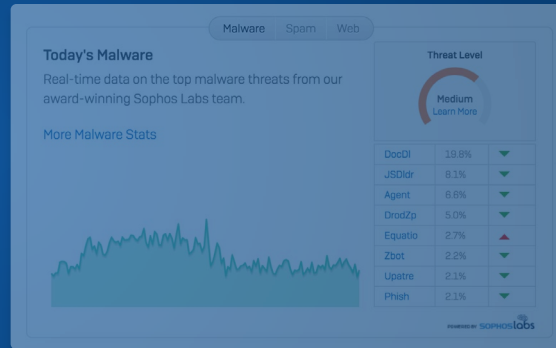 Malware Spam Web
Today's Malware
Real-time data on the top malware threats from our
award-winning Sophos Labs team.
More Malware Stats
Threat Level
Medium
Learn More
DocDl 19.8%
JSDldr 8.1%
Agent 6.6%
DrodZp 5.0%
Equatio 2.7%
Zbot 2.2%
Upatre 2.1%
Phish 2.1%
POWERED BY SOPHOSLabs